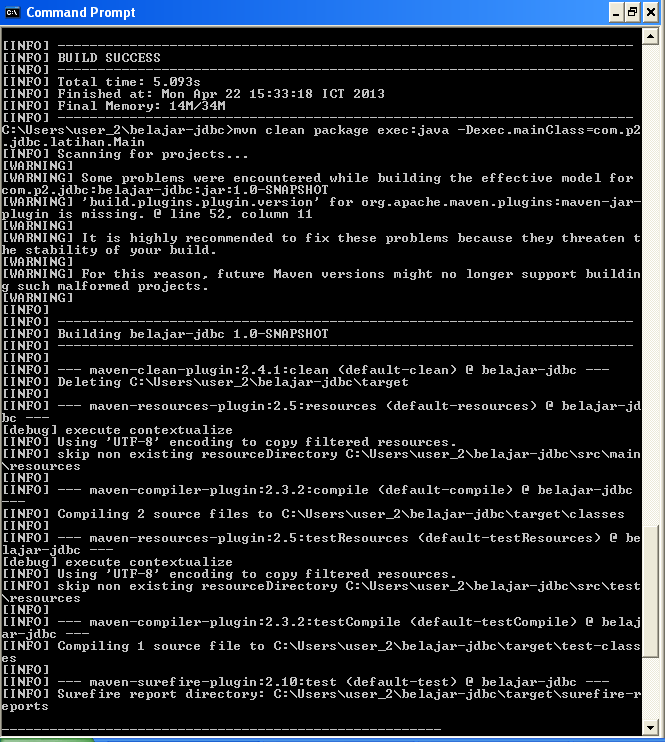 Command Prompt
[INFO] ------------------------------------------------------------------------
[INFO] BUILD SUCCESS
[INFO] ------------------------------------------------------------------------
[INFO] Total time: 5.093s
[INFO] Finished at: Mon Apr 22 15:33:18 ICT 2013
[INFO] Final Memory: 14M/34M
[INFO] ------------------------------------------------------------------------
C:\Users\user_2\belajar-jdbc>mvn clean package exec:java -Dexec.mainClass=com.p2
.jdbc.latihan.Main
[INFO] Scanning for projects...
[WARNING]
[WARNING] Some problems were encountered while building the effective model for
com.p2.jdbc:belajar-jdbc:jar:1.0-SNAPSHOT
[WARNING] 'build.plugins.plugin.version' for org.apache.maven.plugins:maven-jar-
plugin is missing. @ line 52, column 11
[WARNING]
[WARNING] It is highly recommended to fix these problems because they threaten t
he stability of your build.
[WARNING]
[WARNING] For this reason, future Maven versions might no longer support buildin
g such malformed projects.
[WARNING]
[INFO]
[INFO] ------------------------------------------------------------------------
[INFO] Building belajar-jdbc 1.0-SNAPSHOT
[INFO] ------------------------------------------------------------------------
[INFO]
[INFO] --- maven-clean-plugin:2.4.1:clean (default-clean) @ belajar-jdbc ---
[INFO] Deleting C:\Users\user_2\belajar-jdbc\target
[INFO]
[INFO] --- maven-resources-plugin:2.5:resources (default-resources) @ belajar-jd
bc ---
[debug] execute contextualize
[INFO] Using 'UTF-8' encoding to copy filtered resources.
[INFO] skip non existing resourceDirectory C:\Users\user_2\belajar-jdbc\src\main
\resources
[INFO]
[INFO] --- maven-compiler-plugin:2.3.2:compile (default-compile) @ belajar-jdbc
---
[INFO] Compiling 2 source files to C:\Users\user_2\belajar-jdbc\target\classes
[INFO]
[INFO] --- maven-resources-plugin:2.5:testResources (default-testResources) @ be
lajar-jdbc ---
[debug] execute contextualize
[INFO] Using 'UTF-8' encoding to copy filtered resources.
[INFO] skip non existing resourceDirectory C:\Users\user_2\belajar-jdbc\src\test
\resources
[INFO]
[INFO] --- maven-compiler-plugin:2.3.2:testCompile (default-testCompile) @ belaj
ar-jdbc ---
[INFO] Compiling 1 source file to C:\Users\user_2\belajar-jdbc\target\test-class
es
[INFO]
[INFO] --- maven-surefire-plugin:2.10:test (default-test) @ belajar-jdbc ---
[INFO] Surefire report directory: C:\Users\user_2\belajar-jdbc\target\surefire-r
eports
-------------------------------------------------------